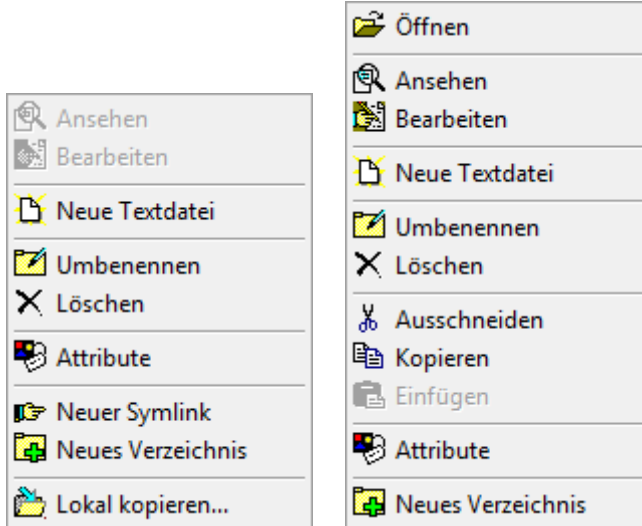 Ansehen
Bearbeiten
Neue Textdatei
Umbenennen
Löschen
Attribute
Neuer Symlink
Neues Verzeichnis
Lokal kopieren...
Öffnen
Ansehen
Bearbeiten
Neue Textdatei
Umbenennen
Löschen
Ausschneiden
Kopieren
Einfügen
Attribute
Neues Verzeichnis